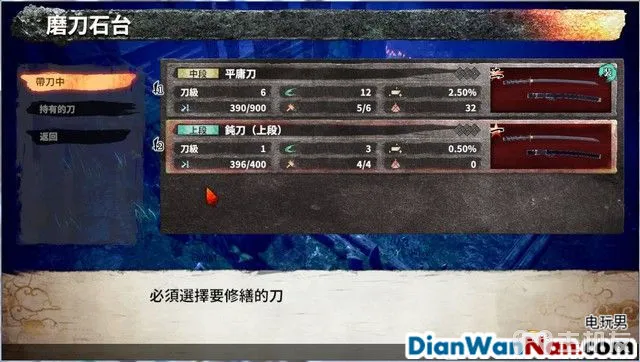 磨刀石台
帶刀中
持有的刀
返回
中段 平庸刀
刀級 6 12 2.50%
390/900 5/6 32
上段 鈍刀（上段）
刀級 1 3 0.50%
396/400 4/4 0
必須選擇要修繕的刀
电玩男
DianWanNan.com